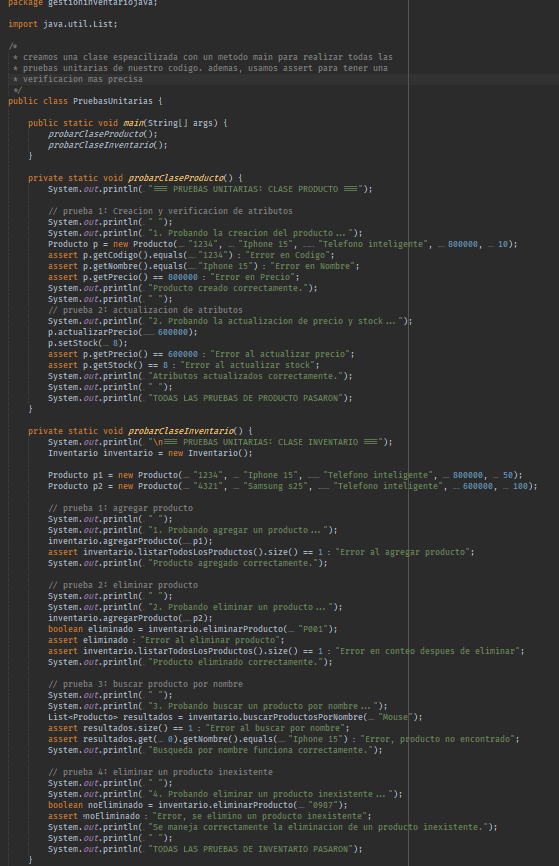 package gestioninventariojava;
import java.util.List;
/*
* creamos una clase espeacilizada con un metodo main para realizar todas las
* pruebas unitarias de nuestro codigo. ademas, usamos assert para tener una
* verificacion mas precisa
*/
public class PruebasUnitarias {
public static void main(String[] args) {
probarClaseProducto();
probarClaseInventario();
}
private static void probarClaseProducto() {
System.out.println( "=== PRUEBAS UNITARIAS: CLASE PRODUCTO ===");
// prueba 1: Creacion y verificacion de atributos
System.out.println( " ");
System.out.println( "1. Probando la creacion del producto...");
Producto p = new Producto( "1234", "Iphone 15", "Telefono inteligente", 800000, 10);
assert p.getCodigo().equals( "1234") : "Error en Codigo";
assert p.getNombre().equals( "Iphone 15") : "Error en Nombre";
assert p.getPrecio() == 800000 : "Error en Precio";
System.out.println( "Producto creado correctamente.");
System.out.println( " ");
// prueba 2: actualizacion de atributos
System.out.println( "2. Probando la actualizacion de precio y stock...");
p.actualizarPrecio( 600000);
p.setStock( 8);
assert p.getPrecio() == 600000 : "Error al actualizar precio";
assert p.getStock() == 8 : "Error al actualizar stock";
System.out.println( "Atributos actualizados correctamente.");
System.out.println( " ");
System.out.println( "TODAS LAS PRUEBAS DE PRODUCTO PASARON");
}
private static void probarClaseInventario() {
System.out.println( "\n=== PRUEBAS UNITARIAS: CLASE INVENTARIO ===");
Inventario inventario = new Inventario();
Producto p1 = new Producto( "1234", "Iphone 15", "Telefono inteligente", 800000, 50);
Producto p2 = new Producto( "4321", "Samsung s25", "Telefono inteligente", 600000, 100);
// prueba 1: agregar producto
System.out.println( " ");
System.out.println( "1. Probando agregar un producto...");
inventario.agregarProducto( p1);
assert inventario.listarTodosLosProductos().size() == 1 : "Error al agregar producto";
System.out.println( "Producto agregado correctamente.");
// prueba 2: eliminar producto
System.out.println( " ");
System.out.println( "2. Probando eliminar un producto...");
inventario.agregarProducto( p2);
boolean eliminado = inventario.eliminarProducto( "P001");
assert eliminado : "Error al eliminar producto";
assert inventario.listarTodosLosProductos().size() == 1 : "Error en conteo despues de eliminar";
System.out.println( "Producto eliminado correctamente.");
// prueba 3: buscar producto por nombre
System.out.println( " ");
System.out.println( "3. Probando buscar un producto por nombre...");
List<Producto> resultados = inventario.buscarProductosPorNombre( "Mouse");
assert resultados.size() == 1 : "Error al buscar por nombre";
assert resultados.get( 0).getNombre().equals( "Iphone 15") : "Error, producto no encontrado";
System.out.println( "Busqueda por nombre funciona correctamente.");
// prueba 4: eliminar un producto inexistente
System.out.println( " ");
System.out.println( "4. Probando eliminar un producto inexistente...");
boolean noEliminado = inventario.eliminarProducto( "0987");
assert !noEliminado : "Error, se elimino un producto inexistente";
System.out.println( "Se maneja correctamente la eliminacion de un producto inexistente.");
System.out.println( " ");
System.out.println( "TODAS LAS PRUEBAS DE INVENTARIO PASARON");
}